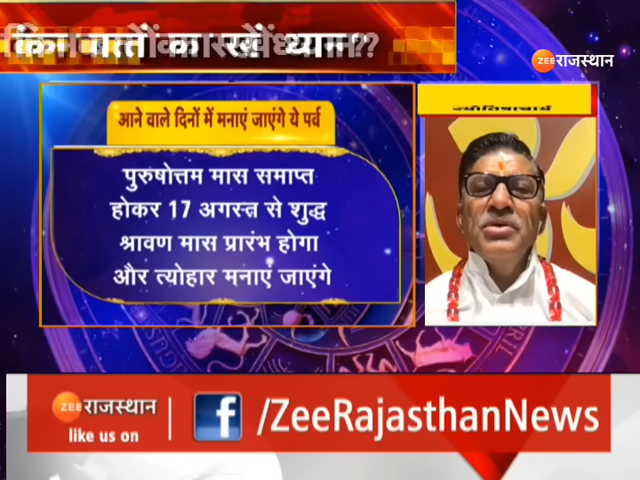 ZEE राजस्थान
आने वाले दिनों में मनाएं जाएंगे ये पर्व
पुरुषोत्तम मास समाप्त
होकर 17 अगस्त से शुद्ध
श्रावण मास प्रारंभ होगा
और त्योहार मनाएं जाएंगे
ZEE राजस्थान
like us on
f /ZeeRajasthanNews